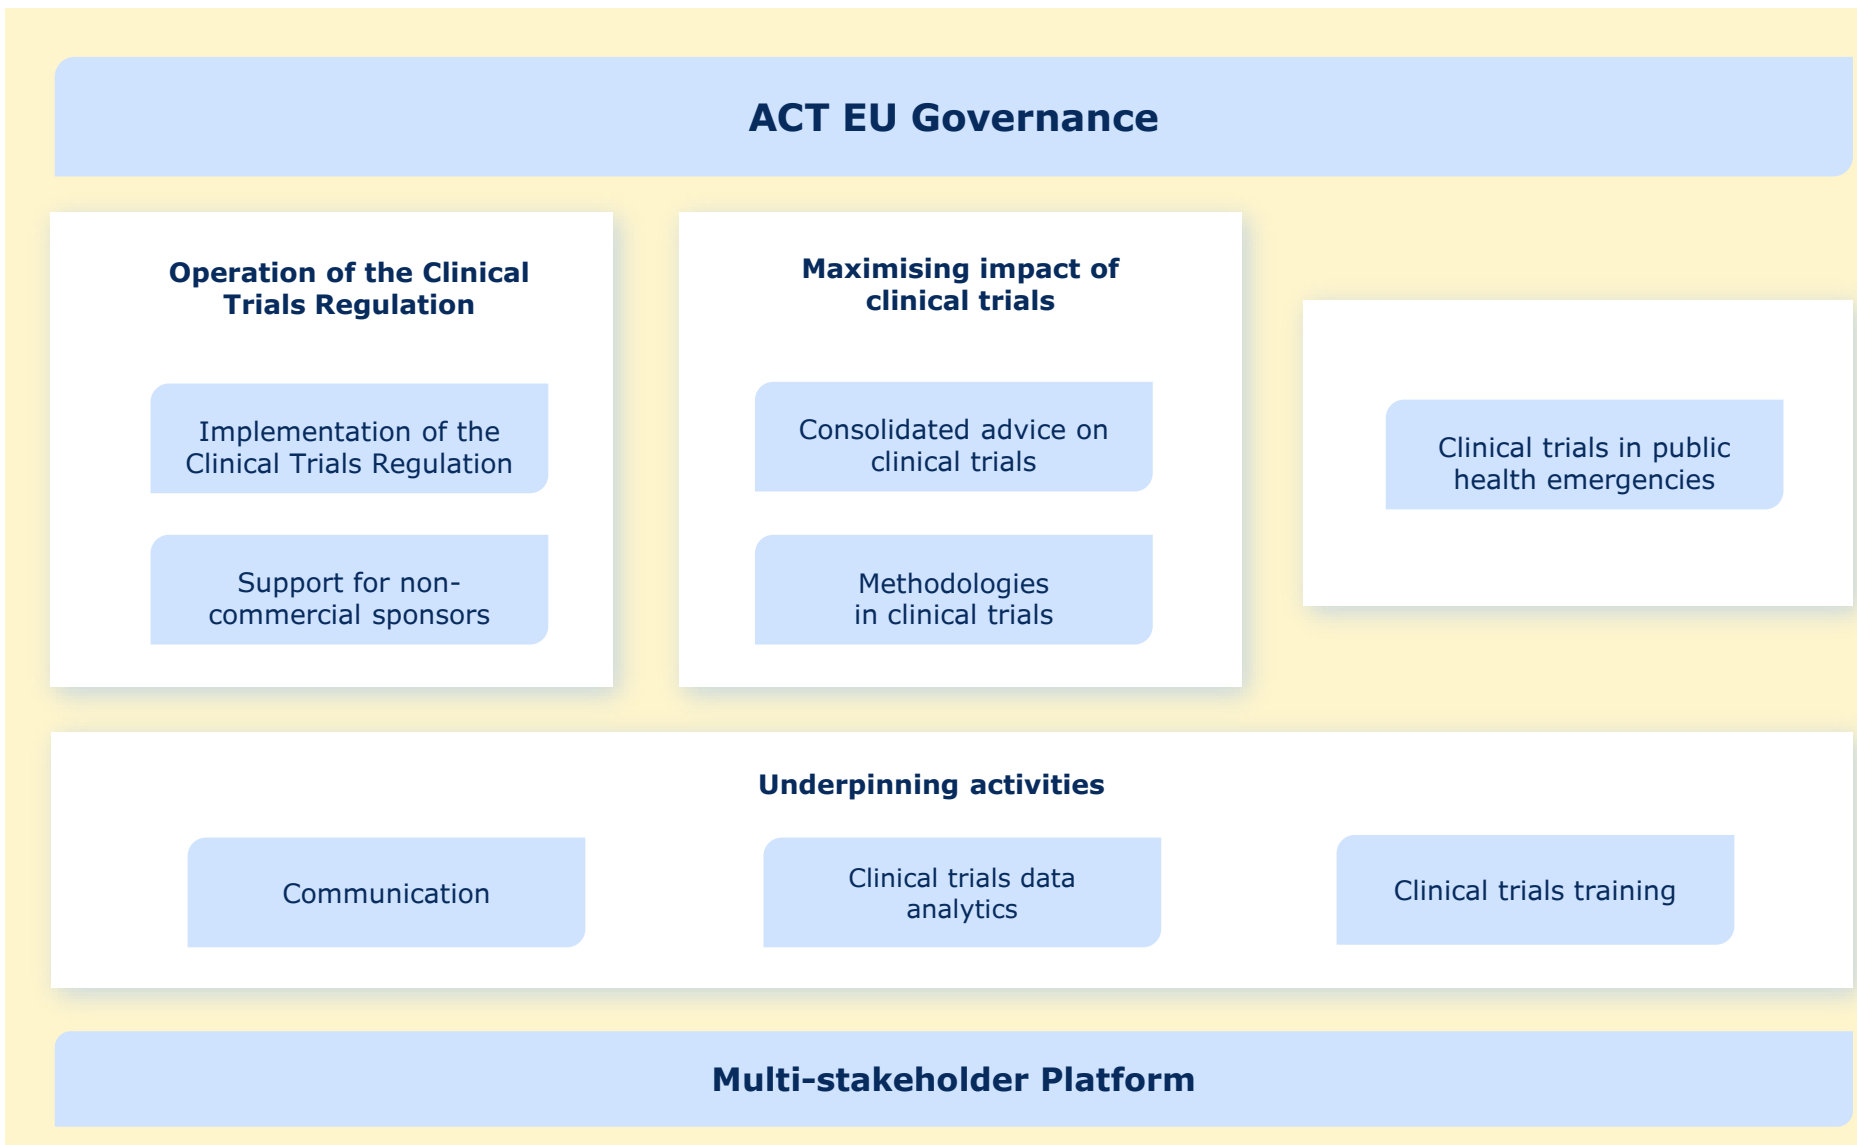 ACT EU Governance
Operation of the Clinical
Trials Regulation
Implementation of the
Clinical Trials Regulation
Support for non-
commercial sponsors
Maximising impact of
clinical trials
Consolidated advice on
clinical trials
Methodologies
in clinical trials
Clinical trials in public
health emergencies
Underpinning activities
Communication
Clinical trials data
analytics
Clinical trials training
Multi-stakeholder Platform